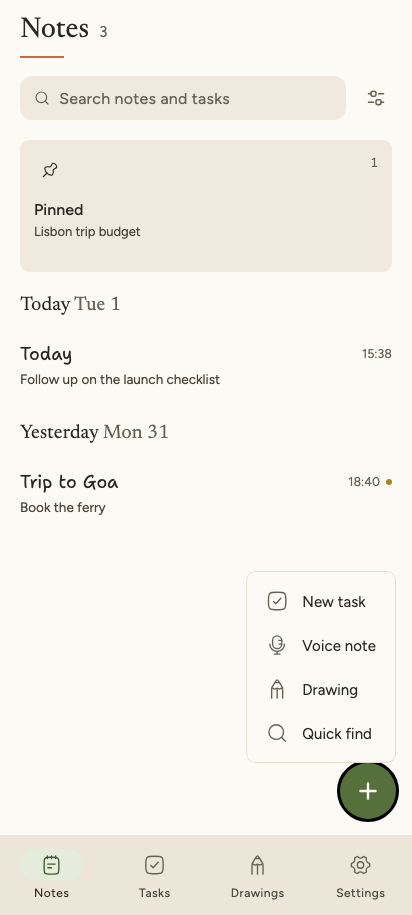 Notes 3
Search notes and tasks
1
Pinned
Lisbon trip budget
Today Tue 1
Today 15:38
Follow up on the launch checklist
Yesterday Mon 31
Trip to Goa 18:40
Book the ferry
New task
Voice note
Drawing
Quick find
Notes Tasks Drawings Settings